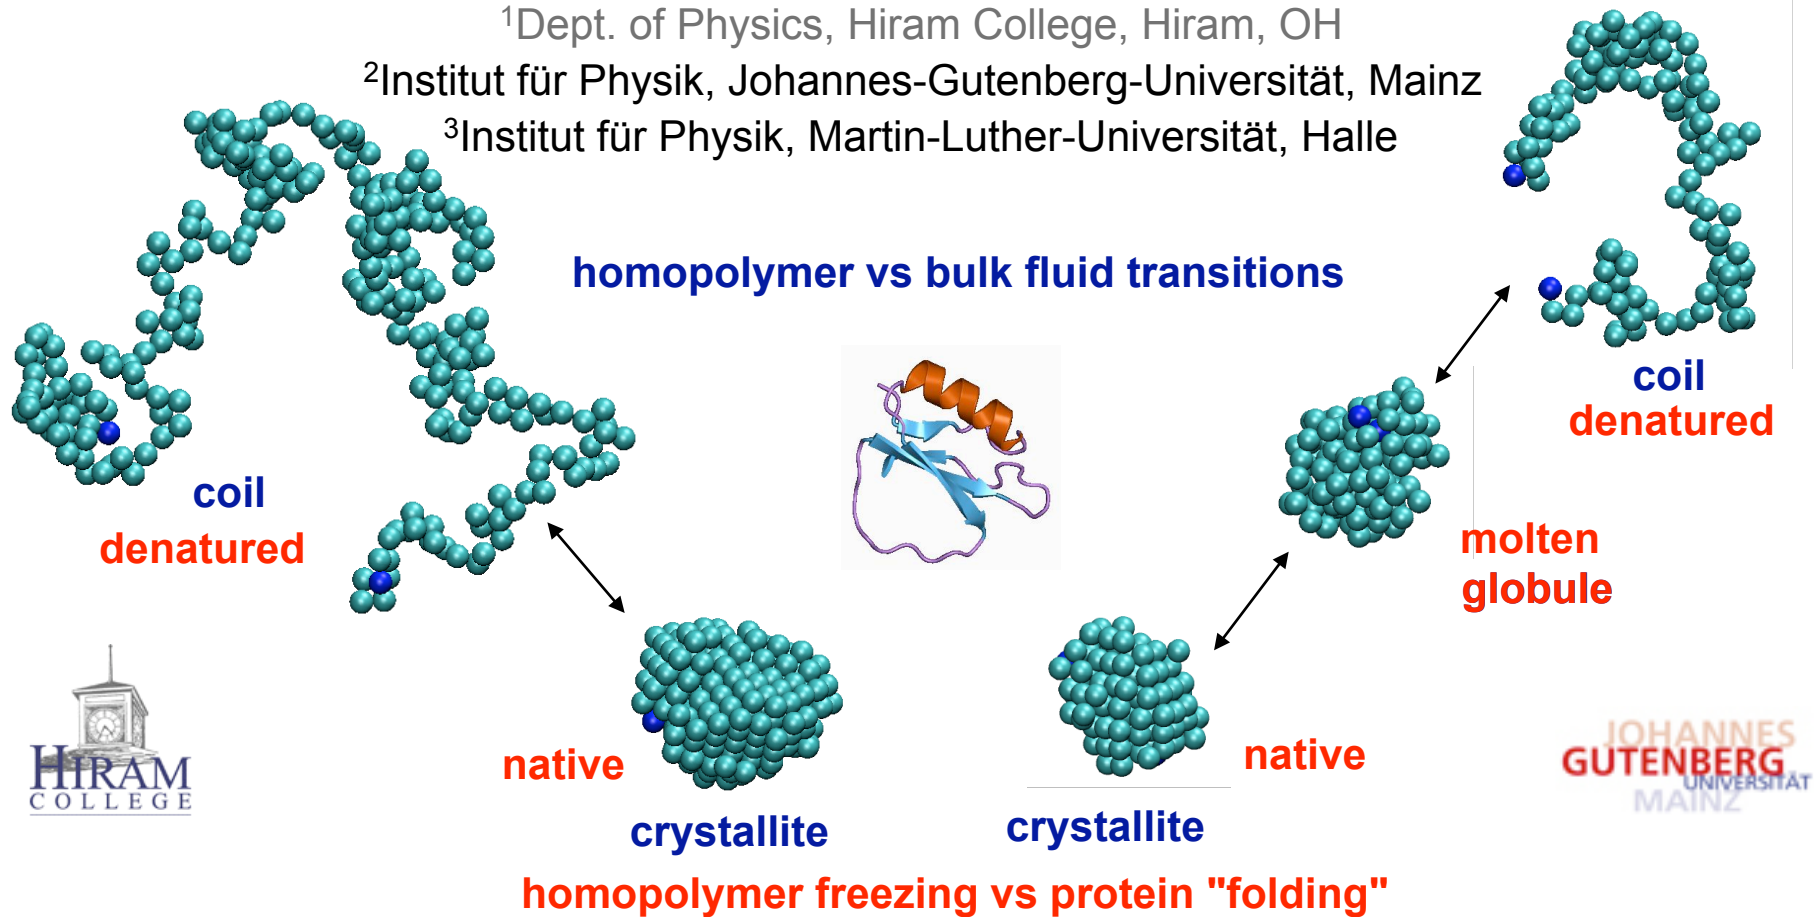 ¹Dept. of Physics, Hiram College, Hiram, OH
²Institut für Physik, Johannes-Gutenberg-Universität, Mainz
³Institut für Physik, Martin-Luther-Universität, Halle
homopolymer vs bulk fluid transitions
coil
denatured
coil
denatured
molten
globule
native
crystallite
native
crystallite
HIRAM
COLLEGE
JOHANNES
GUTENBERG
UNIVERSITÄT
MAINZ
homopolymer freezing vs protein "folding"